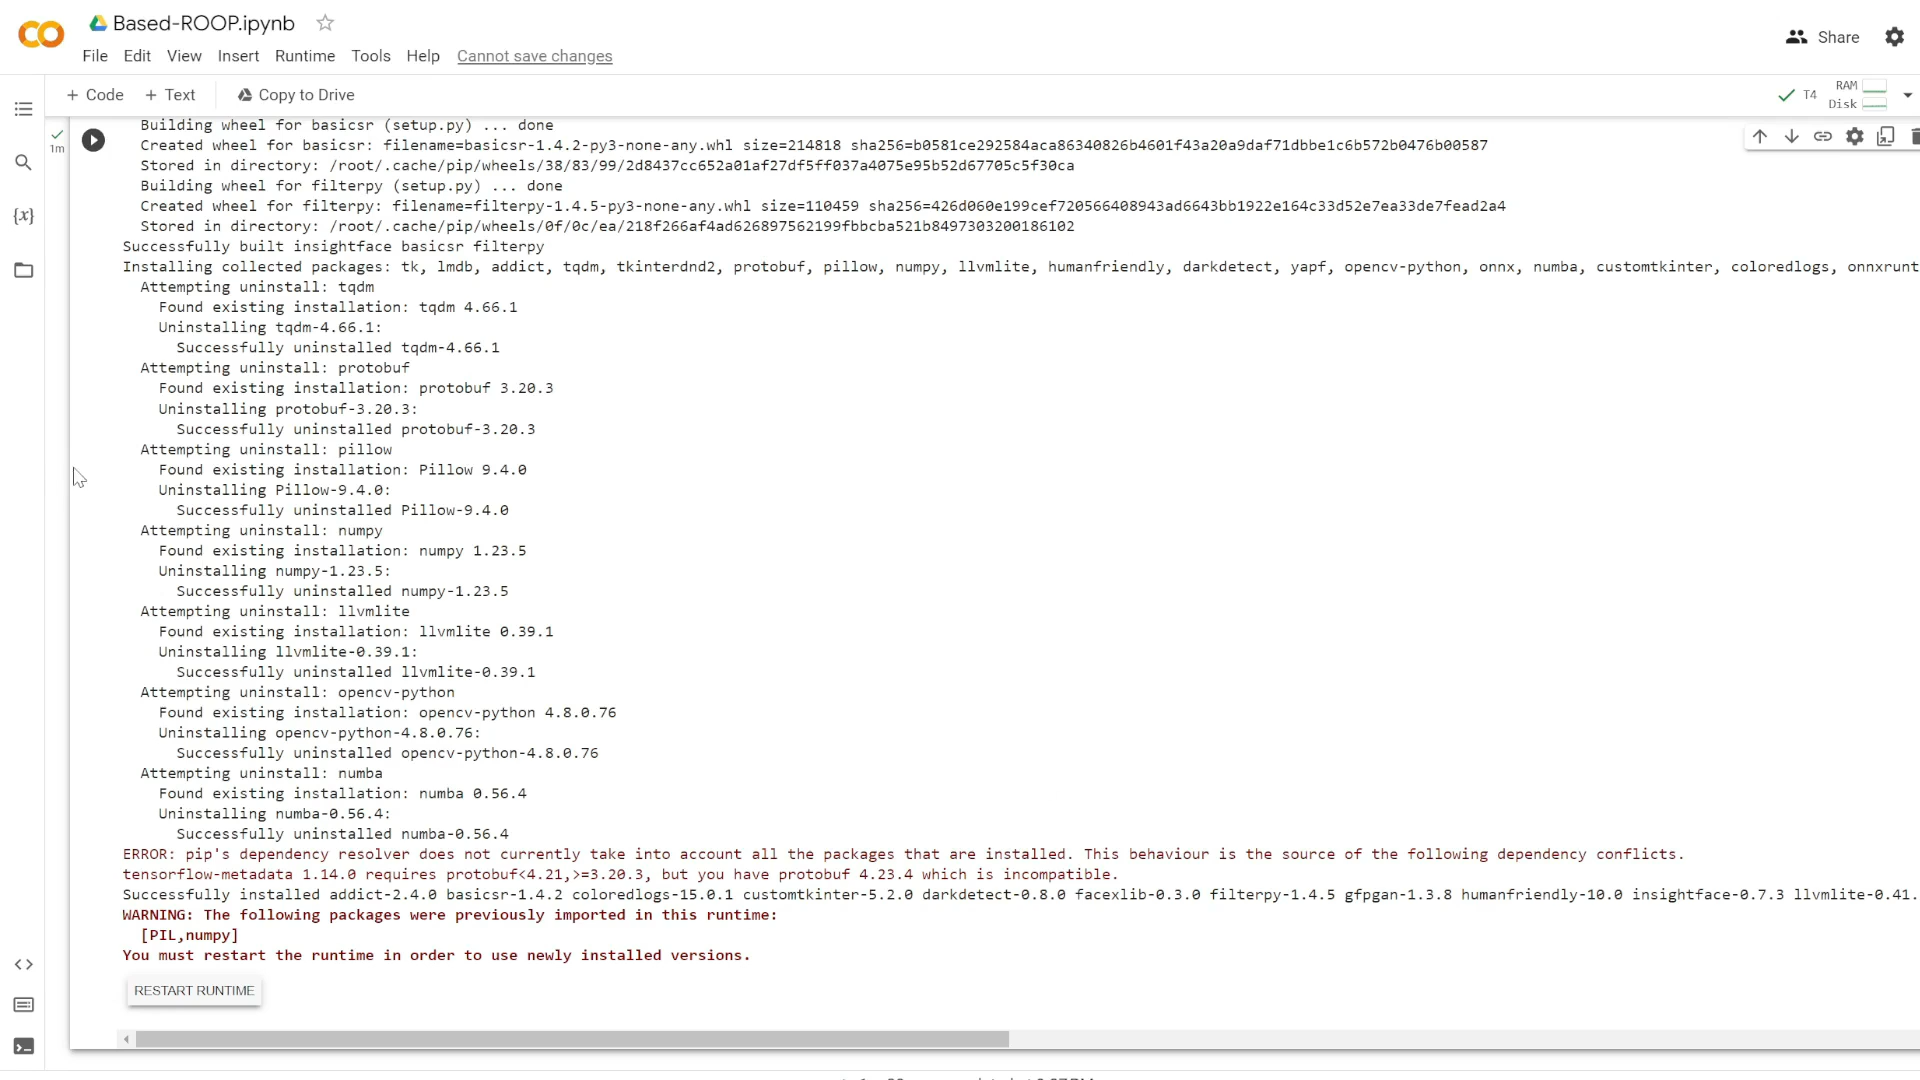 Based-ROOP.ipynb
File Edit View Insert Runtime Tools Help Cannot save changes
Share
+ Code + Text Copy to Drive
T4 RAM
Disk
1m
Building wheel for basicsr (setup.py) ... done
Created wheel for basicsr: filename=basicsr-1.4.2-py3-none-any.whl size=214818 sha256=b0581ce292584aca86340826b4601f43a20a9daf71dbbe1c6b572b0476b00587
Stored in directory: /root/.cache/pip/wheels/38/83/99/2d8437cc652a01af27df5ff037a4075e95b52d67705c5f30ca
Building wheel for filterpy (setup.py) ... done
Created wheel for filterpy: filename=filterpy-1.4.5-py3-none-any.whl size=110459 sha256=426d060e199cef720566408943ad6643bb1922e164c33d52e7ea33de7fead2a4
Stored in directory: /root/.cache/pip/wheels/0f/0c/ea/218f266af4ad626897562199fbbcba521b8497303200186102
Successfully built insightface basicsr filterpy
Installing collected packages: tk, lmdb, addict, tqdm, tkinterdnd2, protobuf, pillow, numpy, llvmlite, humanfriendly, darkdetect, yapf, opencv-python, onnx, numba, customtkinter, coloredlogs, onnxrunt
Attempting uninstall: tqdm
Found existing installation: tqdm 4.66.1
Uninstalling tqdm-4.66.1:
Successfully uninstalled tqdm-4.66.1
Attempting uninstall: protobuf
Found existing installation: protobuf 3.20.3
Uninstalling protobuf-3.20.3:
Successfully uninstalled protobuf-3.20.3
Attempting uninstall: pillow
Found existing installation: Pillow 9.4.0
Uninstalling Pillow-9.4.0:
Successfully uninstalled Pillow-9.4.0
Attempting uninstall: numpy
Found existing installation: numpy 1.23.5
Uninstalling numpy-1.23.5:
Successfully uninstalled numpy-1.23.5
Attempting uninstall: llvmlite
Found existing installation: llvmlite 0.39.1
Uninstalling llvmlite-0.39.1:
Successfully uninstalled llvmlite-0.39.1
Attempting uninstall: opencv-python
Found existing installation: opencv-python 4.8.0.76
Uninstalling opencv-python-4.8.0.76:
Successfully uninstalled opencv-python-4.8.0.76
Attempting uninstall: numba
Found existing installation: numba 0.56.4
Uninstalling numba-0.56.4:
Successfully uninstalled numba-0.56.4
ERROR: pip's dependency resolver does not currently take into account all the packages that are installed. This behaviour is the source of the following dependency conflicts.
tensorflow-metadata 1.14.0 requires protobuf<4.21,>=3.20.3, but you have protobuf 4.23.4 which is incompatible.
Successfully installed addict-2.4.0 basicsr-1.4.2 coloredlogs-15.0.1 customtkinter-5.2.0 darkdetect-0.8.0 facexlib-0.3.0 filterpy-1.4.5 gfpgan-1.3.8 humanfriendly-10.0 insightface-0.7.3 llvmlite-0.41.
WARNING: The following packages were previously imported in this runtime:
[PIL,numpy]
You must restart the runtime in order to use newly installed versions.
RESTART RUNTIME